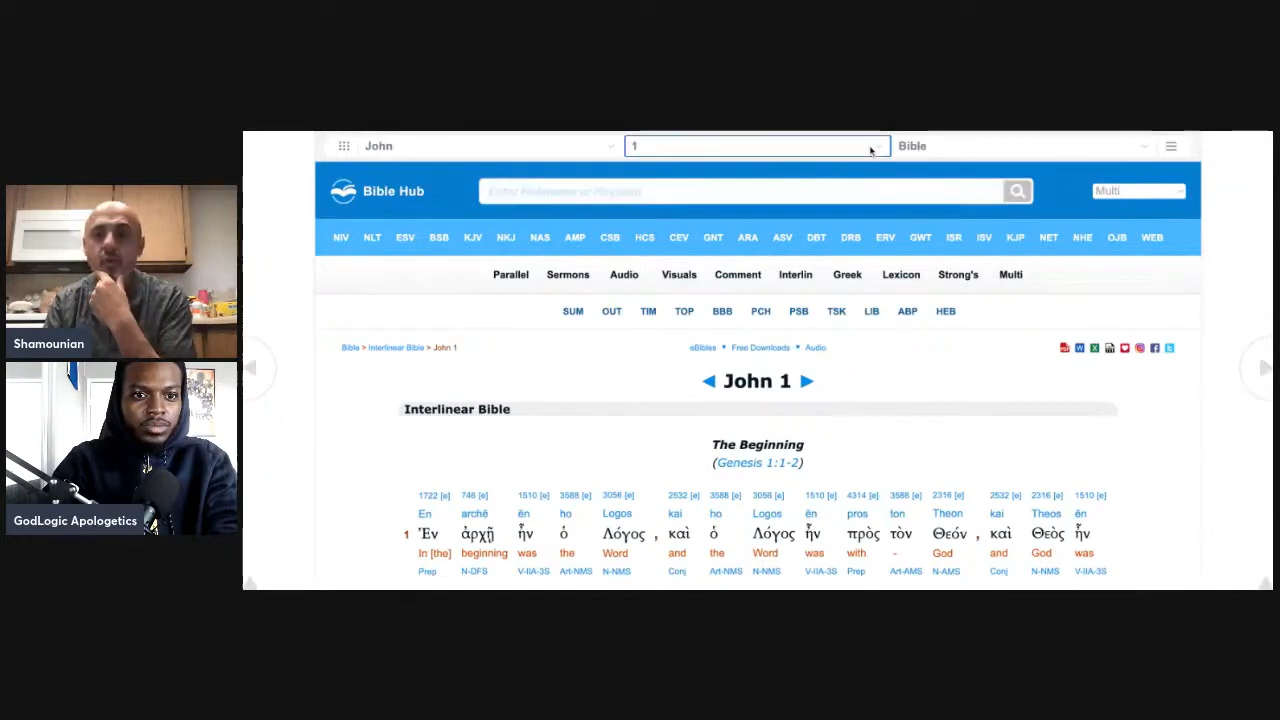 John 1 Bible
Bible Hub Multi
NIV NLT ESV BSB KJV NKJ NAS AMP CSB HCS CEV GNT ARA ASV DBT DRB ERV GWT ISR ISV KJP NET NHE OJB WEB
Parallel Sermons Audio Visuals Comment Interlin Greek Lexicon Strong's Multi
SUM OUT TIM TOP BBB PCH PSB TSK LIB ABP HEB
Bible > Interlinear Bible > John 1 eBibles • Free Downloads • Audio
◄ John 1 ►
Interlinear Bible
The Beginning
(Genesis 1:1-2)
1722 [e] 746 [e] 1510 [e] 3588 [e] 3056 [e] 2532 [e] 3588 [e] 3056 [e] 1510 [e] 4314 [e] 3588 [e] 2316 [e] 2532 [e] 2316 [e] 1510 [e]
En archē ēn ho Logos kai ho Logos ēn pros ton Theon kai Theos ēn
1 Ἐν ἀρχῇ ἦν ὁ Λόγος , καὶ ὁ Λόγος ἦν πρὸς τὸν Θεόν , καὶ Θεὸς ἦν
In [the] beginning was the Word and the Word was with - God and God was
Prep N-DFS V-IIA-3S Art-NMS N-NMS Conj Art-NMS N-NMS V-IIA-3S Prep Art-AMS N-AMS Conj N-NMS V-IIA-3S
Shamounian
GodLogic Apologetics